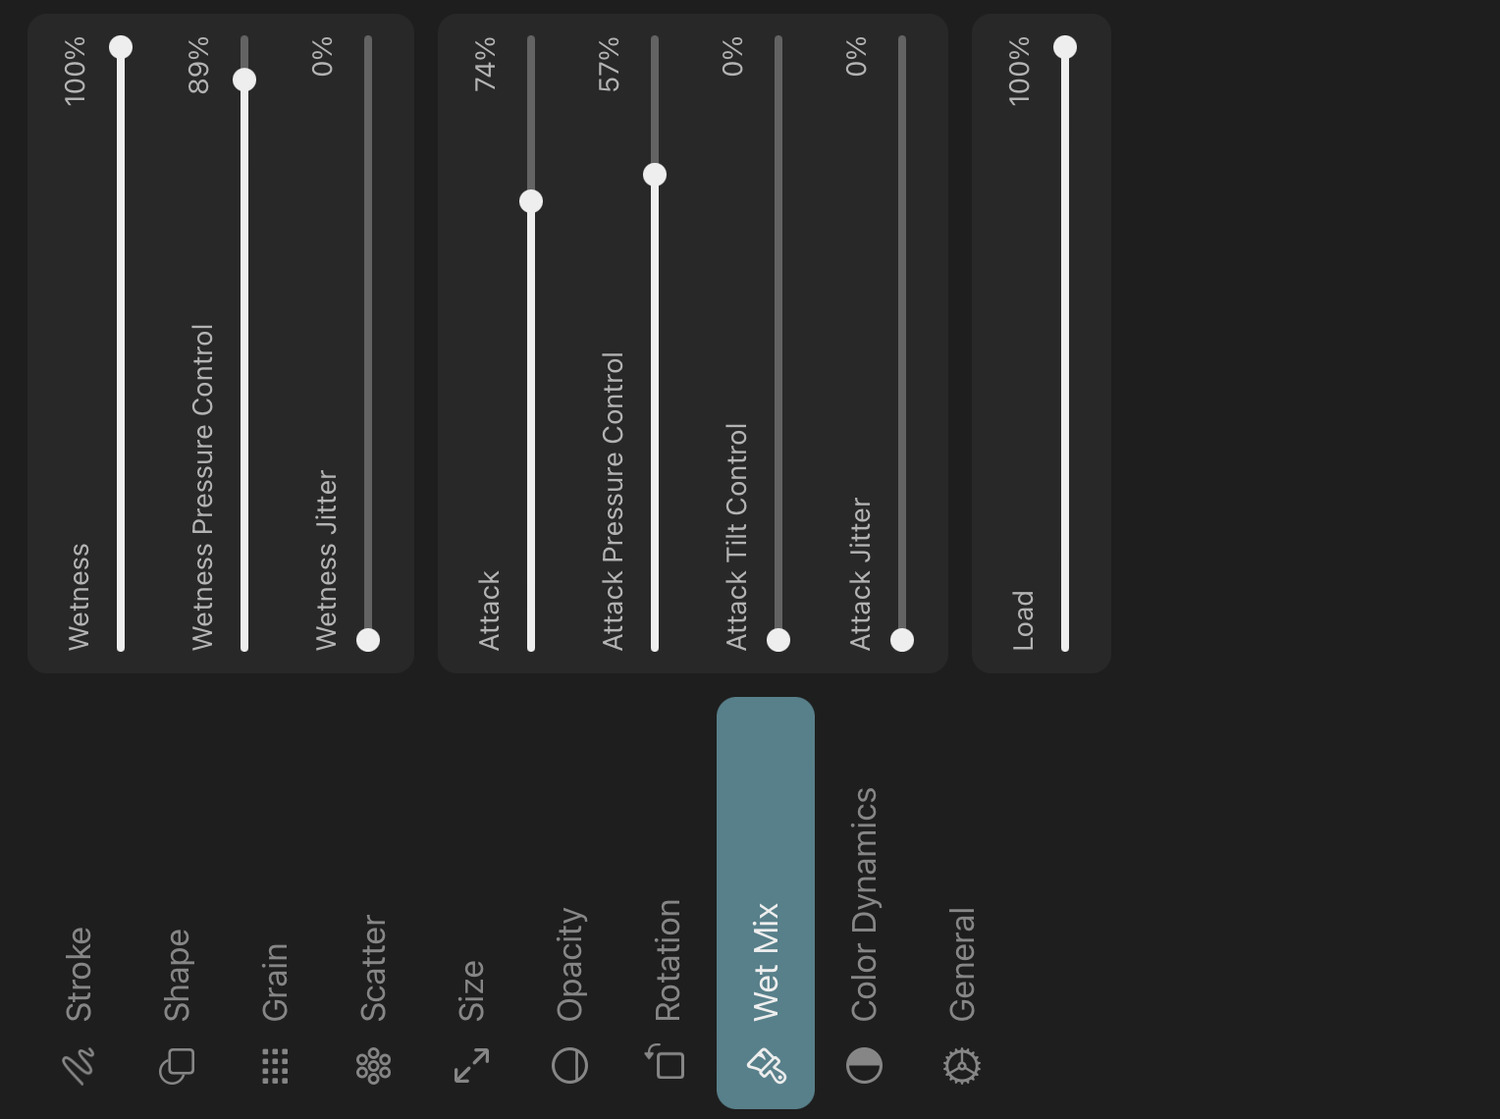 Stroke
Shape
Grain
Scatter
Size
Opacity
Rotation
Wet Mix
Color Dynamics
General
Wetness 100%
Wetness Pressure Control 89%
Wetness Jitter 0%
Attack 74%
Attack Pressure Control 57%
Attack Tilt Control 0%
Attack Jitter 0%
Load 100%